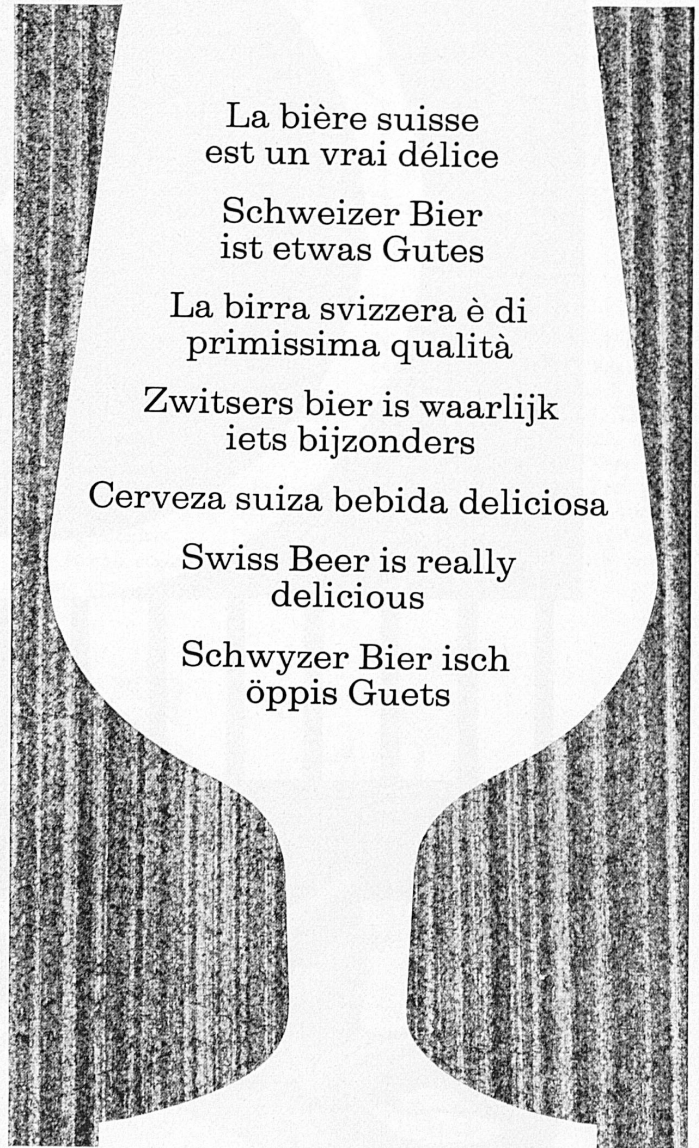 La bière suisse
est un vrai délice
Schweizer Bier
ist etwas Gutes
La birra svizzera è di
primissima qualità
Zwitsers bier is waarlijk
iets bijzonders
Cerveza suiza bebida deliciosa
Swiss Beer is really
delicious
Schwyzer Bier isch
öppis Guets